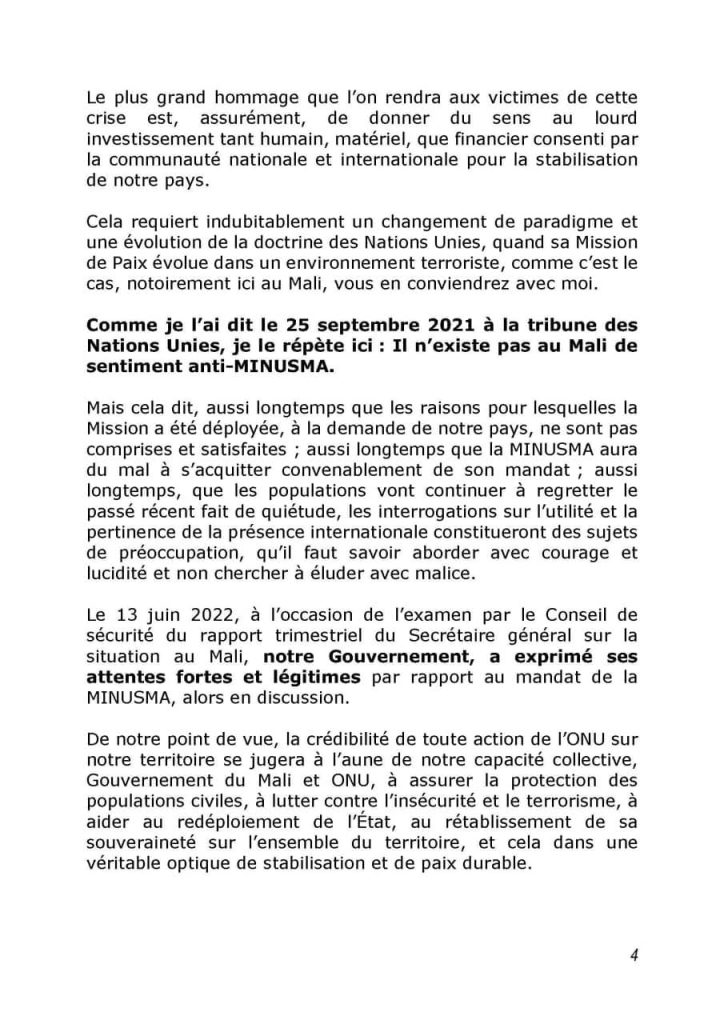 Le plus grand hommage que l’on rendra aux victimes de cette
crise est, assurément, de donner du sens au lourd
investissement tant humain, matériel, que financier consenti par
la communauté nationale et internationale pour la stabilisation
de notre pays.
Cela requiert indubitablement un changement de paradigme et
une évolution de la doctrine des Nations Unies, quand sa Mission
de Paix évolue dans un environnement terroriste, comme c’est le
cas, notoirement ici au Mali, vous en conviendrez avec moi.
Comme je l’ai dit le 25 septembre 2021 à la tribune des
Nations Unies, je le répète ici : Il n’existe pas au Mali de
sentiment anti-MINUSMA.
Mais cela dit, aussi longtemps que les raisons pour lesquelles la
Mission a été déployée, à la demande de notre pays, ne sont pas
comprises et satisfaites ; aussi longtemps que la MINUSMA aura
du mal à s’acquitter convenablement de son mandat ; aussi
longtemps, que les populations vont continuer à regretter le
passé récent fait de quiétude, les interrogations sur l’utilité et la
pertinence de la présence internationale constitueront des sujets
de préoccupation, qu’il faut savoir aborder avec courage et
lucidité et non chercher à éluder avec malice.
Le 13 juin 2022, à l’occasion de l’examen par le Conseil de
sécurité du rapport trimestriel du Secrétaire général sur la
situation au Mali, notre Gouvernement, a exprimé ses
attentes fortes et légitimes par rapport au mandat de la
MINUSMA, alors en discussion.
De notre point de vue, la crédibilité de toute action de l’ONU sur
notre territoire se jugera à l’aune de notre capacité collective,
Gouvernement du Mali et ONU, à assurer la protection des
populations civiles, à lutter contre l’insécurité et le terrorisme, à
aider au redéploiement de l’État, au rétablissement de sa
souveraineté sur l’ensemble du territoire, et cela dans une
véritable optique de stabilisation et de paix durable.
4